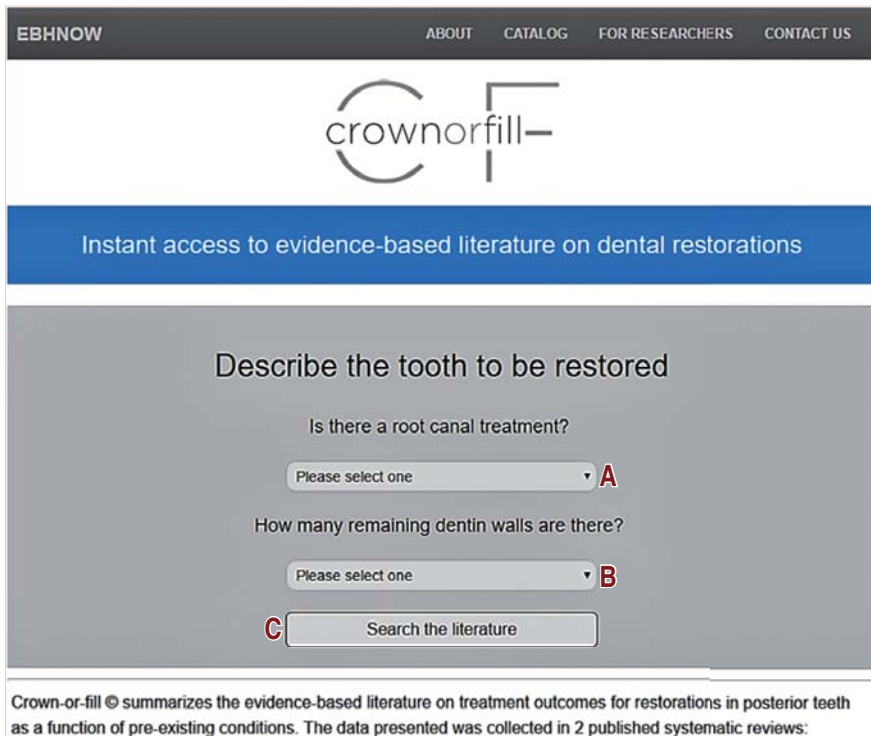 EBHNOW ABOUT CATALOG FOR RESEARCHERS CONTACT US
crownorfill
Instant access to evidence-based literature on dental restorations
Describe the tooth to be restored
Is there a root canal treatment?
Please select one ▾ A
How many remaining dentin walls are there?
Please select one ▾ B
C Search the literature
Crown-or-fill © summarizes the evidence-based literature on treatment outcomes for restorations in posterior teeth
as a function of pre-existing conditions. The data presented was collected in 2 published systematic reviews: